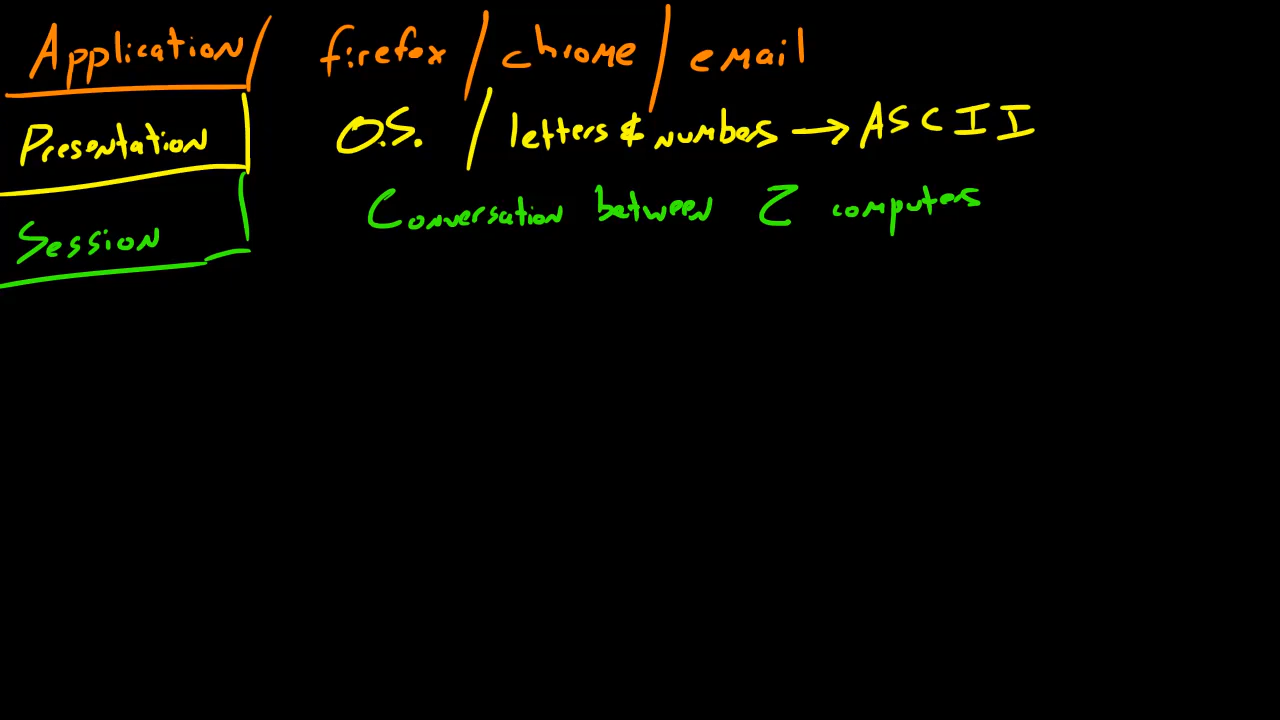 Application / firefox / chrome / email
Presentation O.S. / letters & numbers → ASCII
Session Conversation between 2 computers